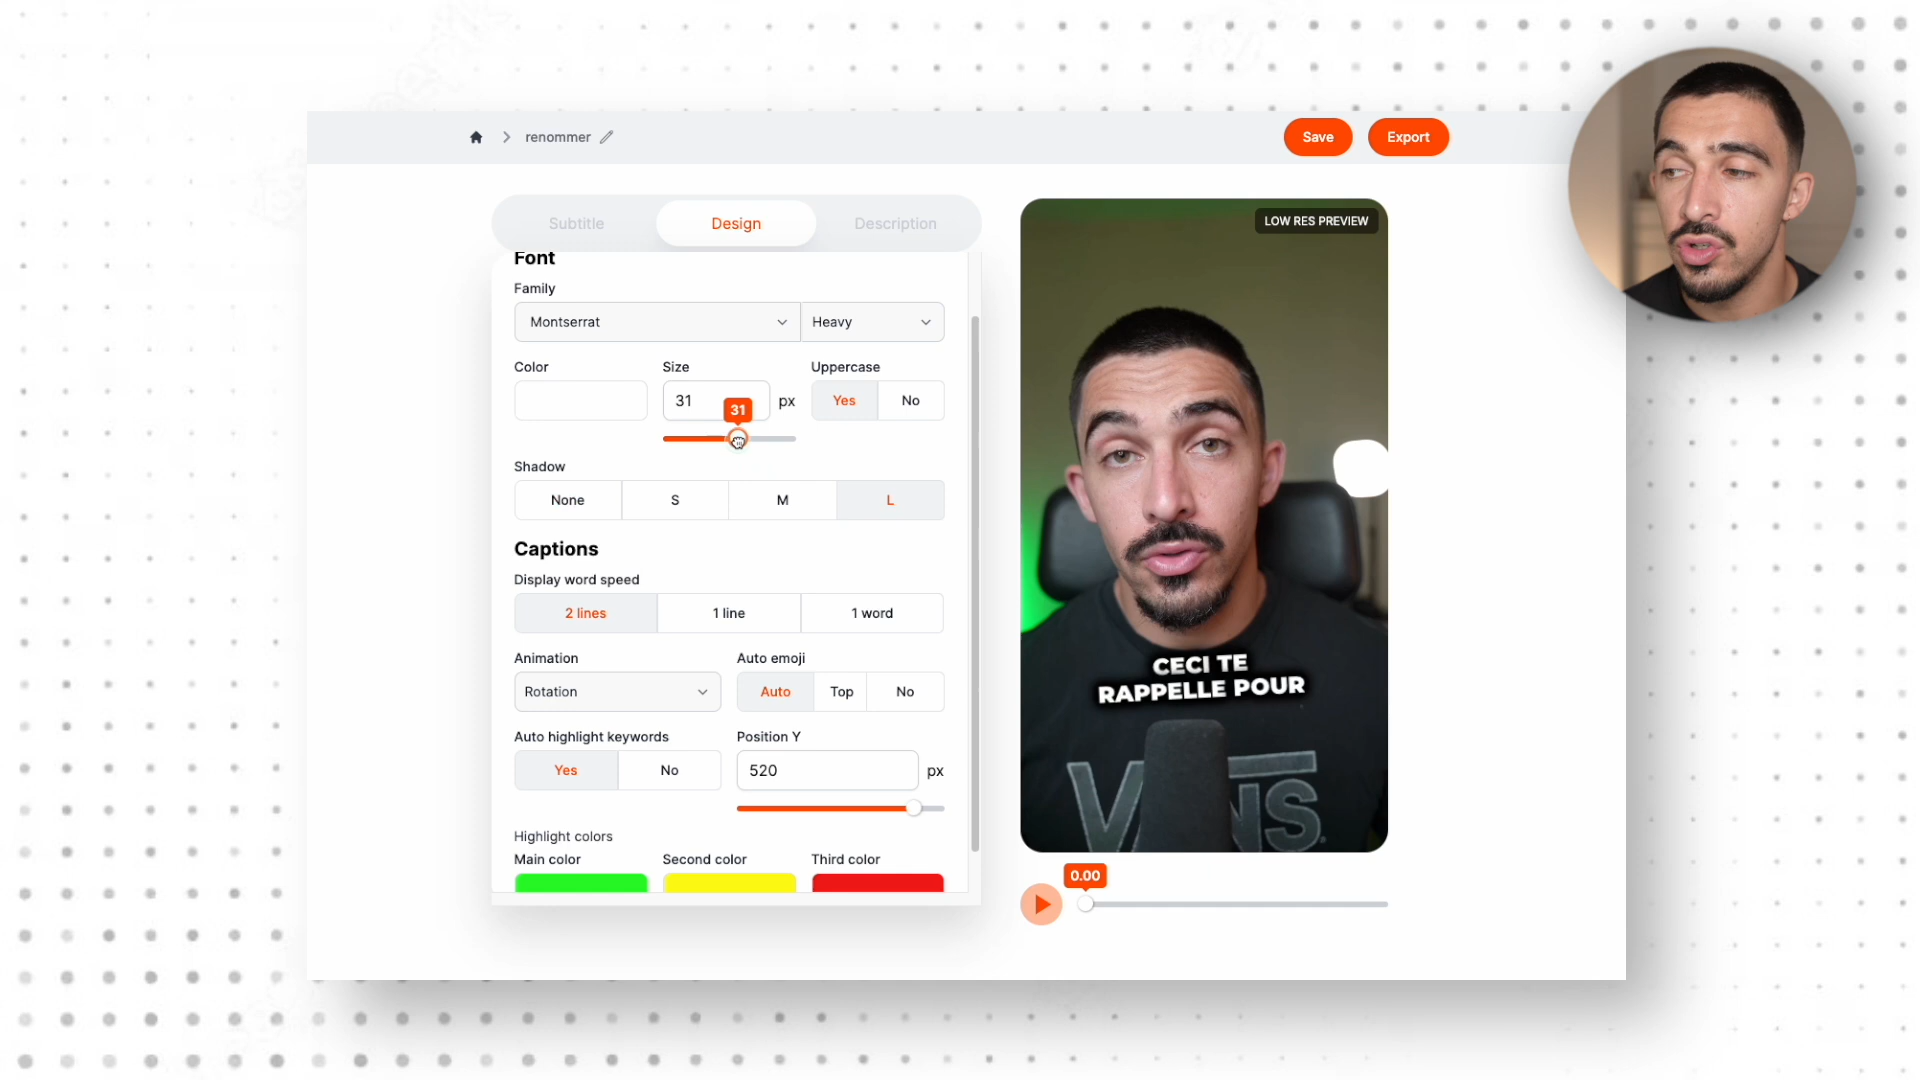 renommer
Save
Export
Subtitle
Design
Description
LOW RES PREVIEW
Font
Family
Montserrat
Heavy
Color
Size
Uppercase
31
px
Yes
No
31
Shadow
None
S
M
L
Captions
Display word speed
2 lines
1 line
1 word
Animation
Auto emoji
Rotation
Auto
Top
No
Auto highlight keywords
Position Y
Yes
No
520
px
Highlight colors
Main color
Second color
Third color
CECI TE
RAPPELLE POUR
VANS
0.00